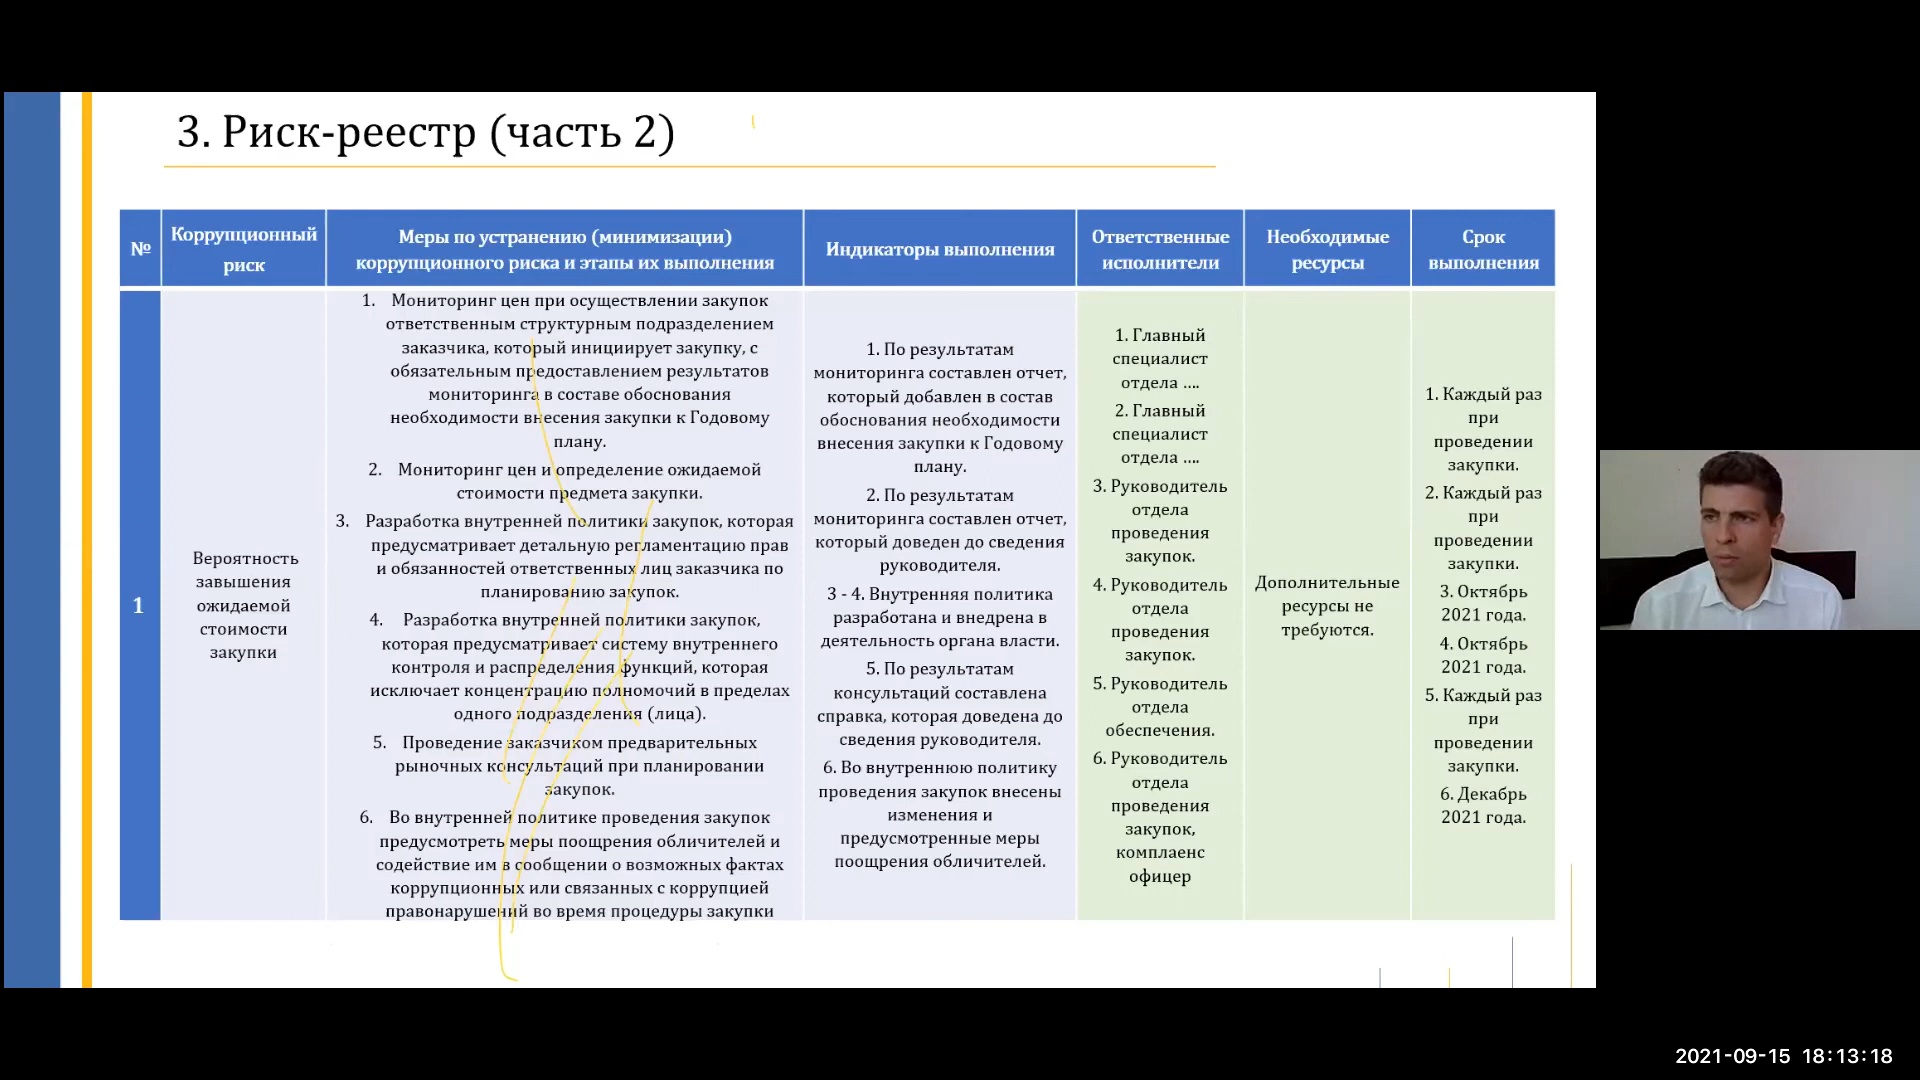 3. Риск-реестр (часть 2)
№
Коррупционный
риск
Меры по устранению (минимизации)
коррупционного риска и этапы их выполнения
Индикаторы выполнения
Ответственные
исполнители
Необходимые
ресурсы
Срок
выполнения
1
Вероятность
завышения
ожидаемой
стоимости
закупки
1. Мониторинг цен при осуществлении закупок
ответственным структурным подразделением
заказчика, который инициирует закупку, с
обязательным предоставлением результатов
мониторинга в составе обоснования
необходимости внесения закупки к Годовому
плану.
2. Мониторинг цен и определение ожидаемой
стоимости предмета закупки.
3. Разработка внутренней политики закупок, которая
предусматривает детальную регламентацию прав
и обязанностей ответственных лиц заказчика по
планированию закупок.
4. Разработка внутренней политики закупок,
которая предусматривает систему внутреннего
контроля и распределения функций, которая
исключает концентрацию полномочий в пределах
одного подразделения (лица).
5. Проведение заказчиком предварительных
рыночных консультаций при планировании
закупок.
6. Во внутренней политике проведения закупок
предусмотреть меры поощрения обличителей и
содействие им в сообщении о возможных фактах
коррупционных или связанных с коррупцией
правонарушений во время процедуры закупки
1. По результатам
мониторинга составлен отчет,
который добавлен в состав
обоснования необходимости
внесения закупки к Годовому
плану.
2. По результатам
мониторинга составлен отчет,
который доведен до сведения
руководителя.
3 - 4. Внутренняя политика
разработана и внедрена в
деятельность органа власти.
5. По результатам
консультаций составлена
справка, которая доведена до
сведения руководителя.
6. Во внутреннюю политику
проведения закупок внесены
изменения и
предусмотренные меры
поощрения обличителей.
1. Главный
специалист
отдела ....
2. Главный
специалист
отдела ....
3. Руководитель
отдела
проведения
закупок.
4. Руководитель
отдела
проведения
закупок.
5. Руководитель
отдела
обеспечения.
6. Руководитель
отдела
проведения
закупок,
комплаенс
офицер
Дополнительные
ресурсы не
требуются.
1. Каждый раз
при
проведении
закупки.
2. Каждый раз
при
проведении
закупки.
3. Октябрь
2021 года.
4. Октябрь
2021 года.
5. Каждый раз
при
проведении
закупки.
6. Декабрь
2021 года.
2021-09-15 18:13:18